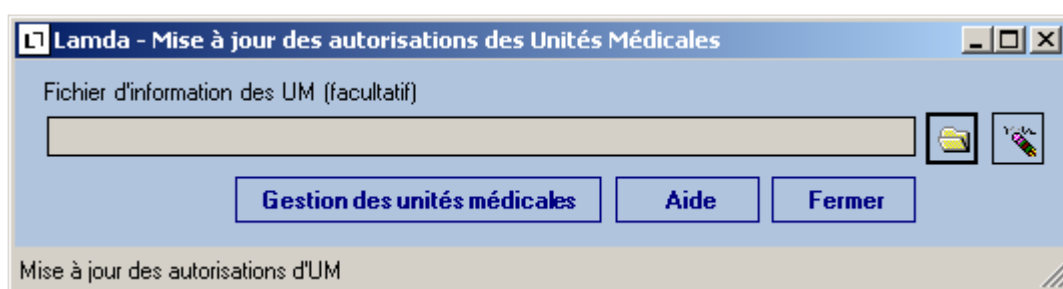 Lamda - Mise à jour des autorisations des Unités Médicales
Fichier d'information des UM (facultatif)
Gestion des unités médicales Aide Fermer
Mise à jour des autorisations d'UM